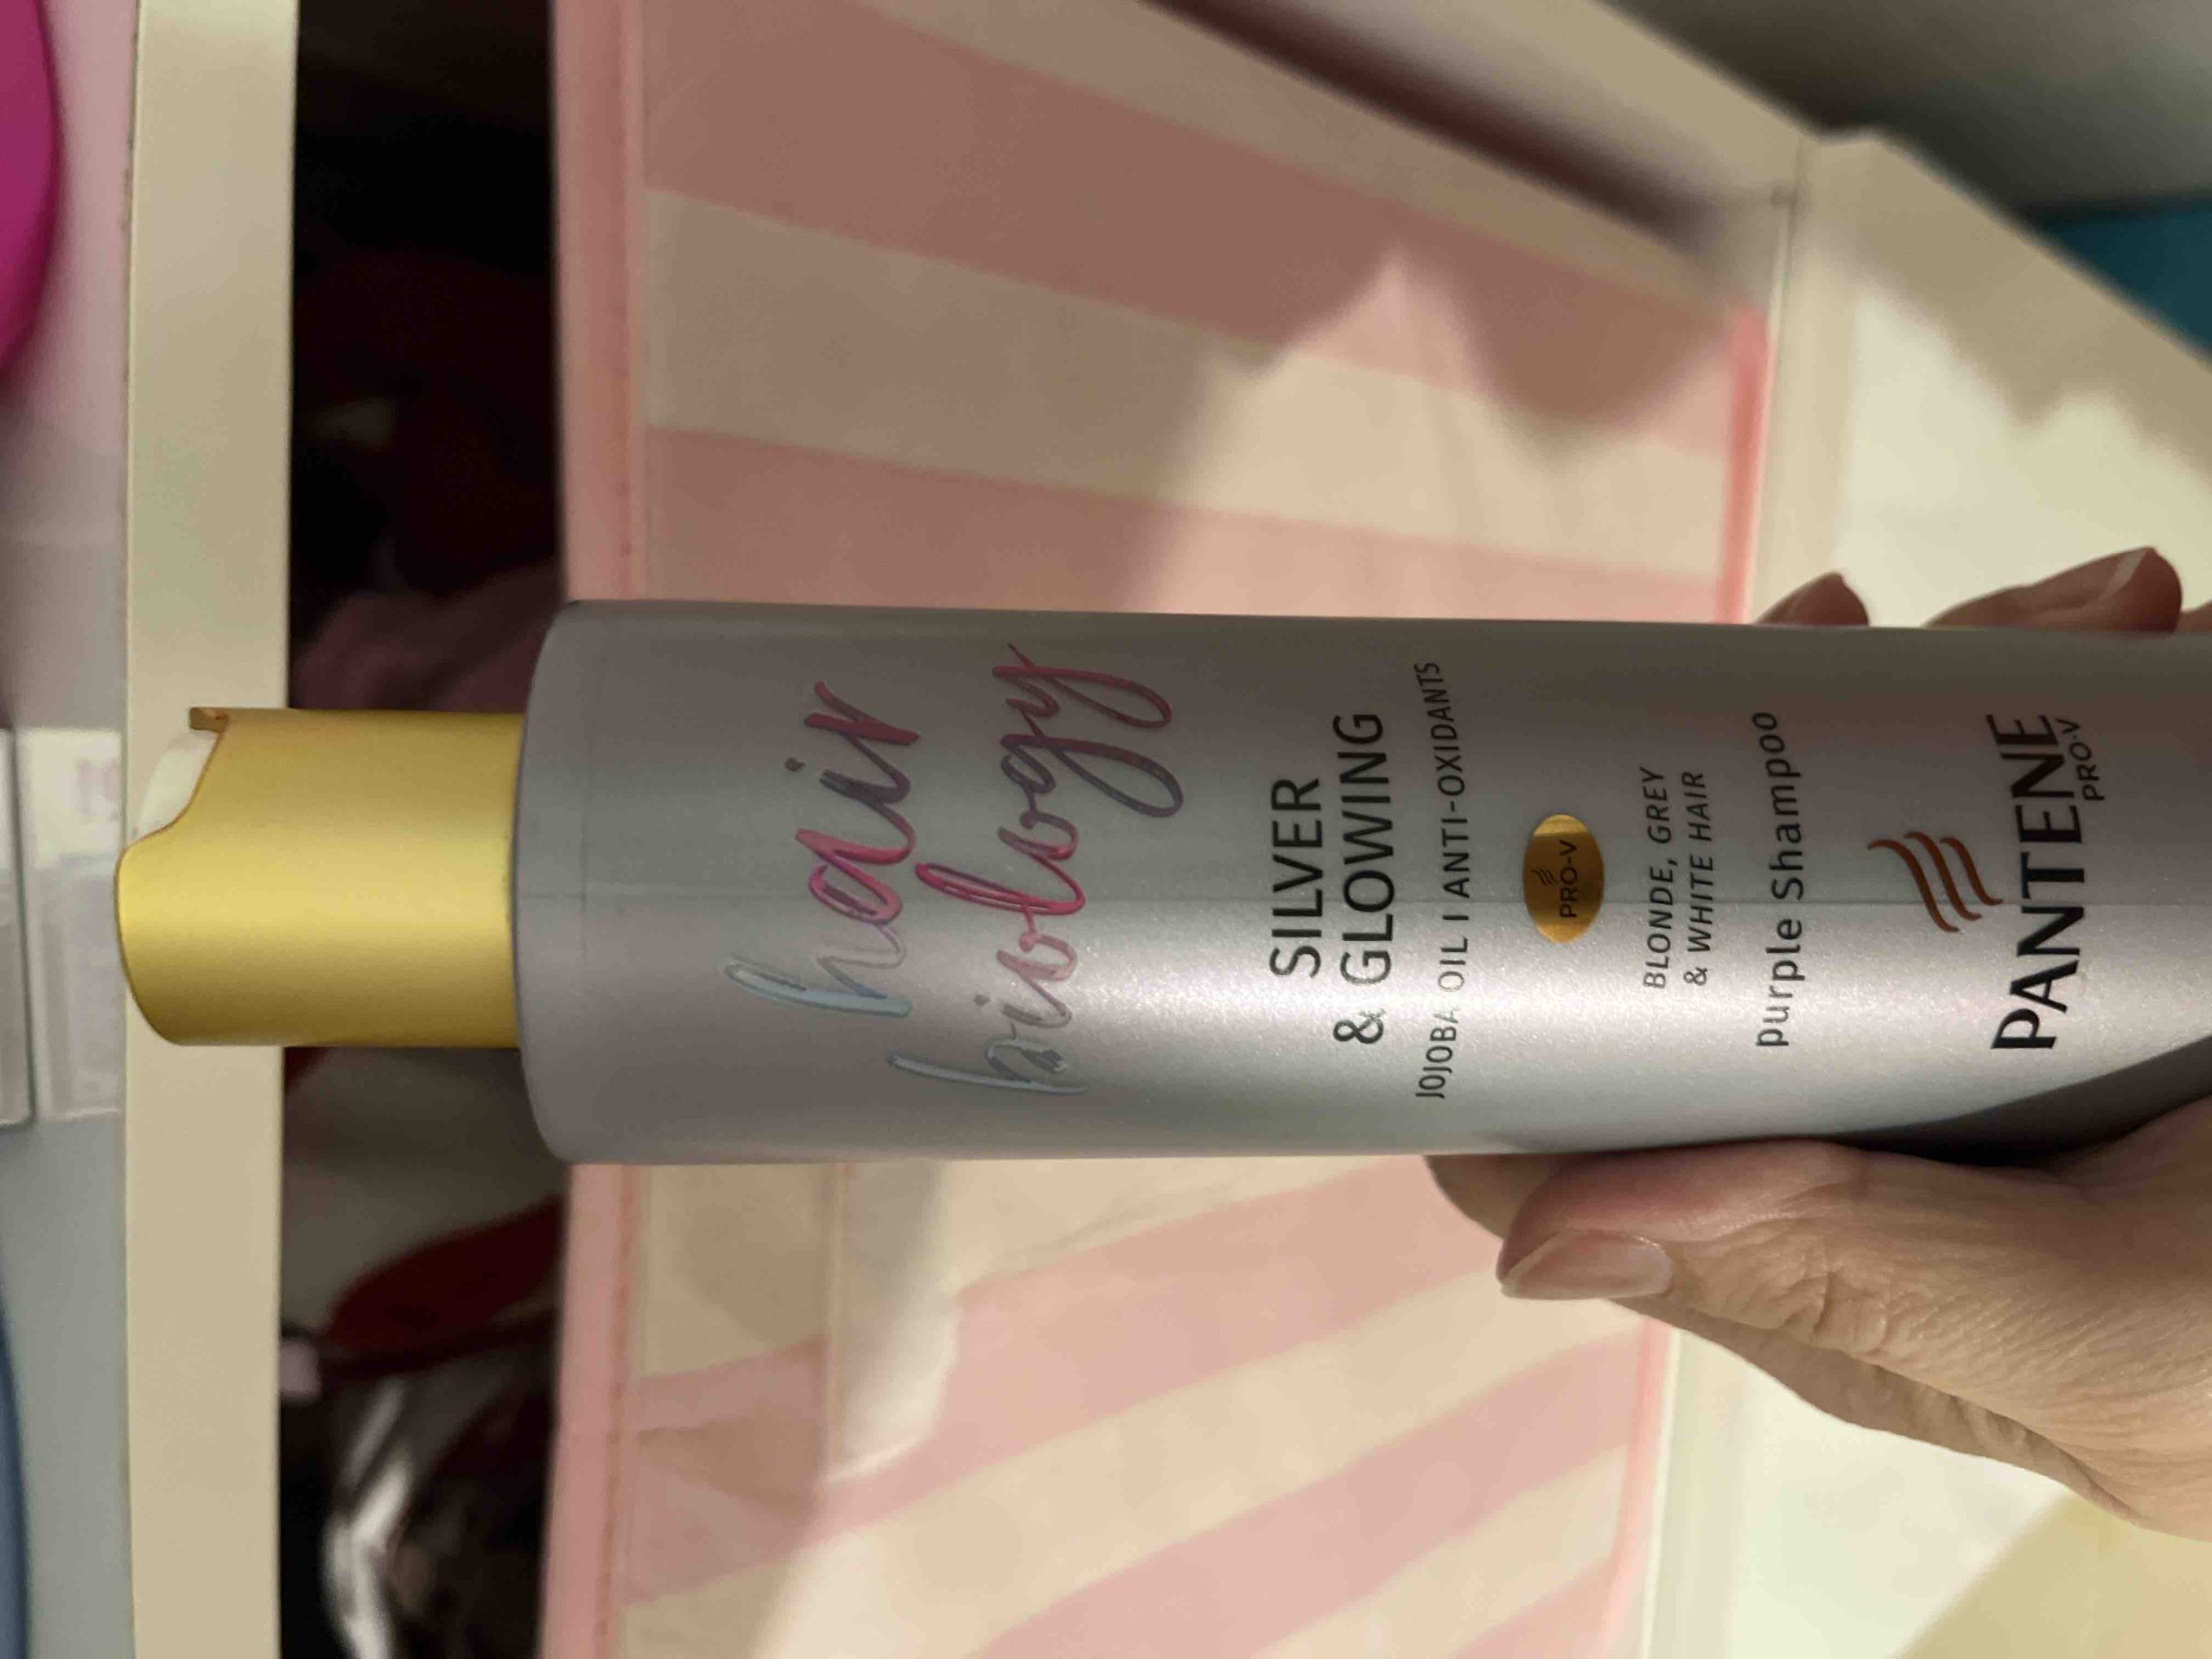 hair
biology
SILVER
& GLOWING
JOJOBA OIL I ANTI-OXIDANTS
PRO-V
BLONDE, GREY
& WHITE HAIR
purple Shampoo
PANTENE
PRO-V